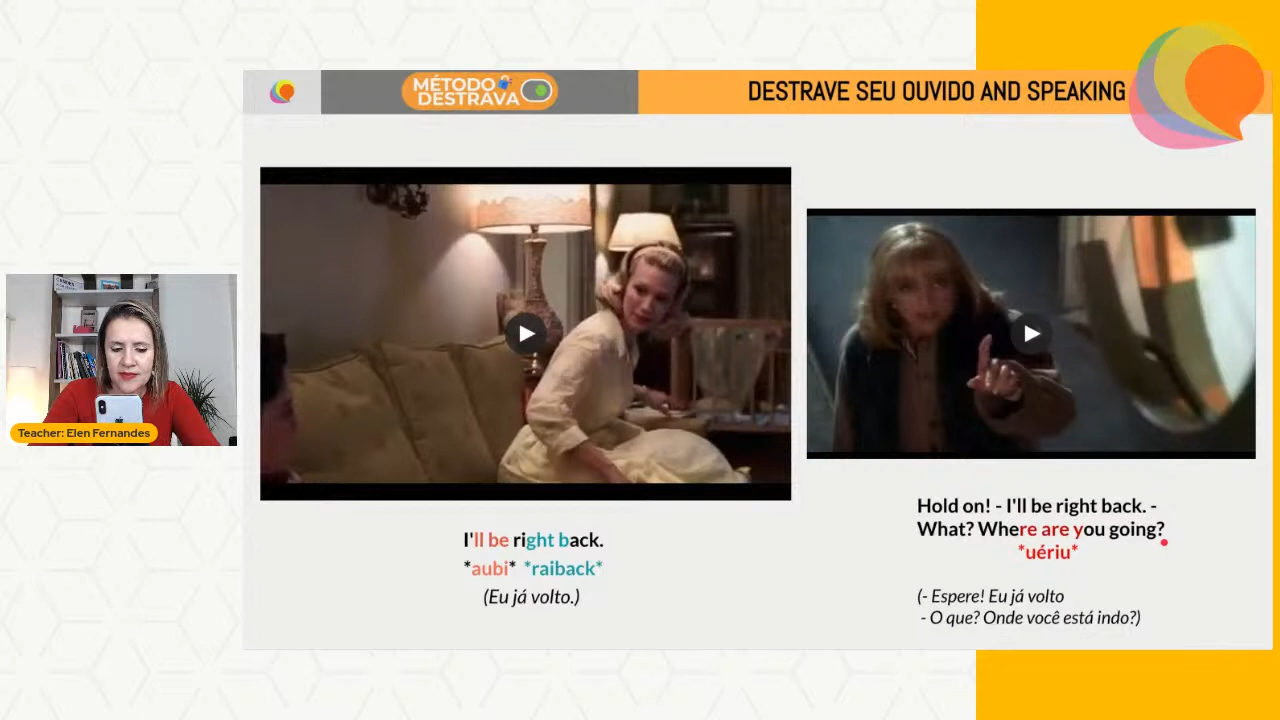 MÉTODO
DESTRAVA
DESTRAVE SEU OUVIDO AND SPEAKING
Teacher: Elen Fernandes
I'll be right back.
*aubi* *raiback*
(Eu já volto.)
Hold on! - I'll be right back. -
What? Where are you going?
*uériu*
(- Espere! Eu já volto
- O que? Onde você está indo?)